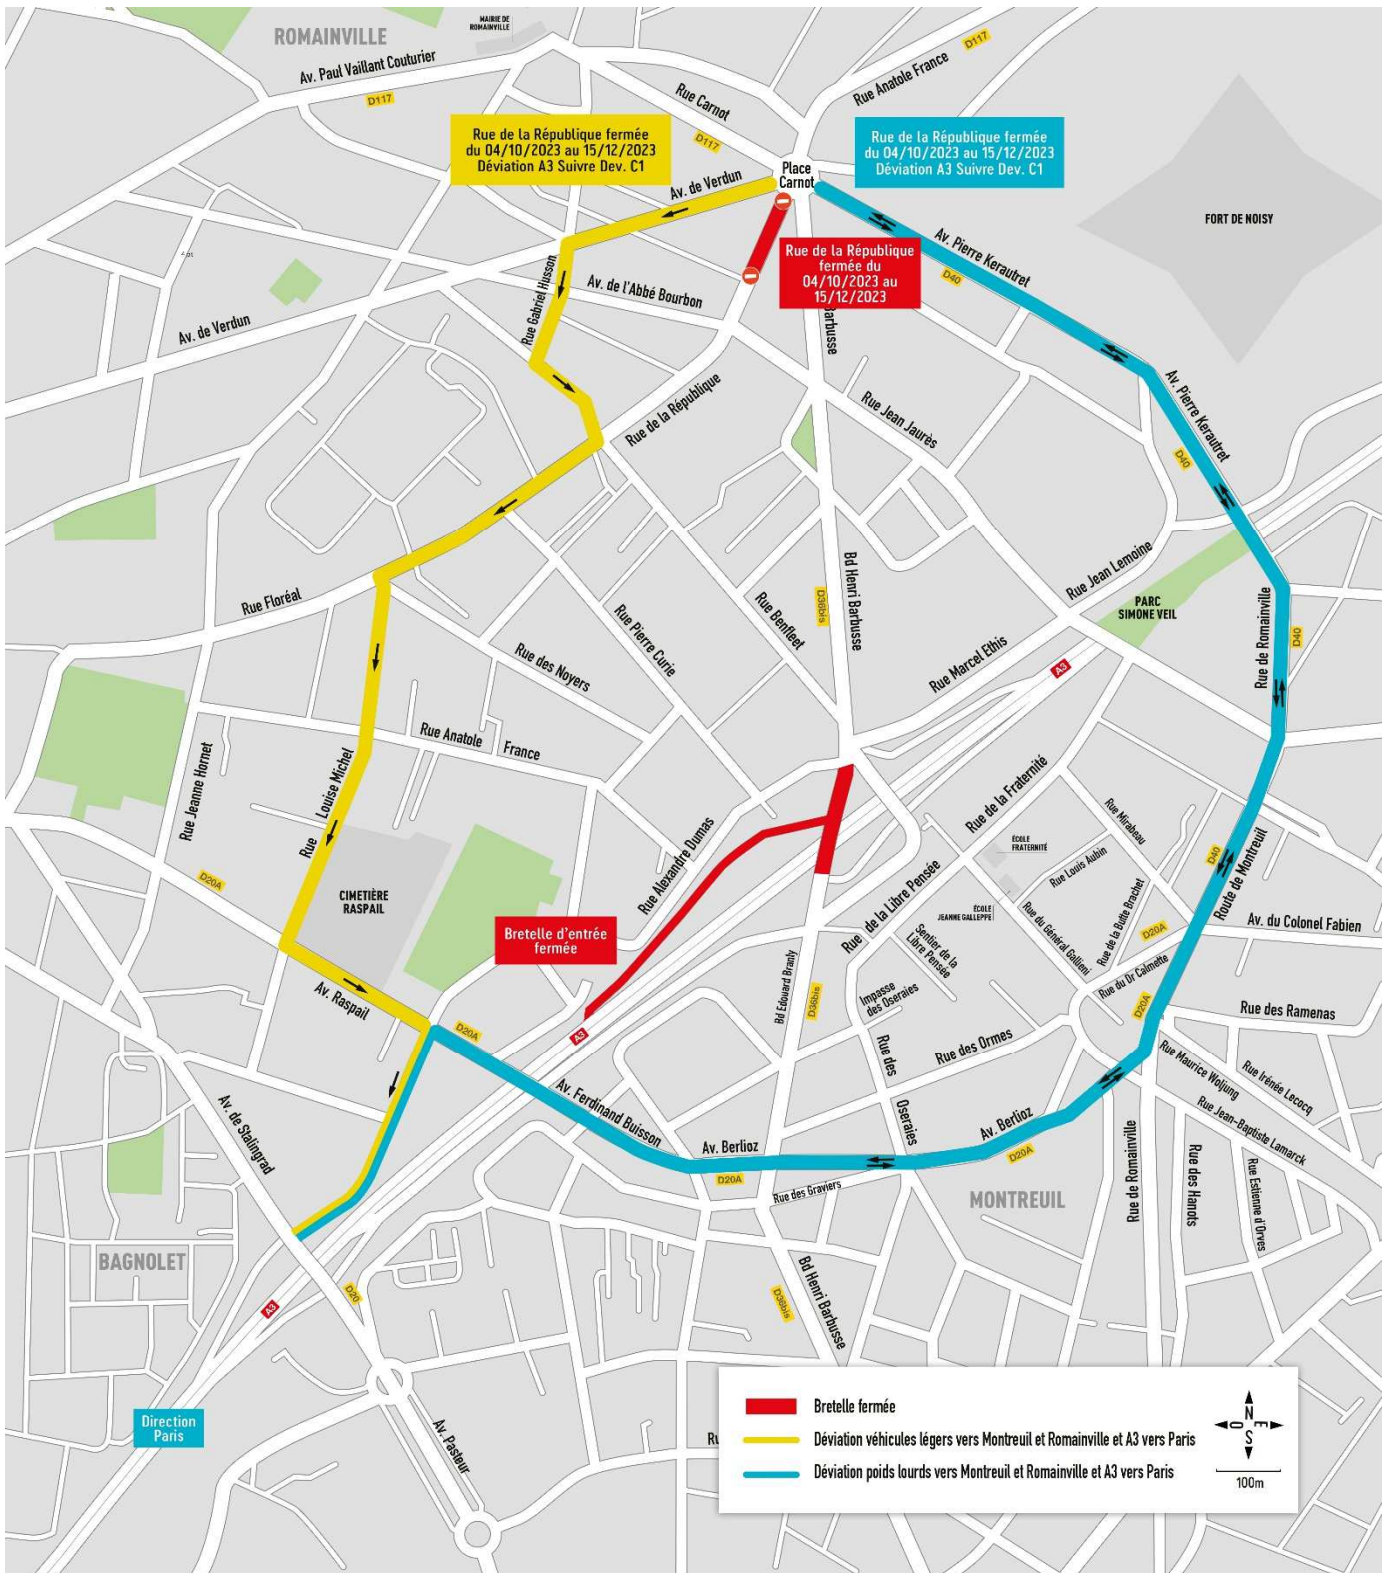 ROMAINVILLE
MAIRIE DE
ROMAINVILLE
Av. Paul Vaillant Couturier
D117
Rue Carnot
D117
Rue Anatole France
D117
Rue de la République fermée
du 04/10/2023 au 15/12/2023
Déviation A3 Suivre Dev. C1
Rue de la République fermée
du 04/10/2023 au 15/12/2023
Déviation A3 Suivre Dev. C1
Place
Carnot
Av. de Verdun
FORT DE NOISY
Av. Pierre Kerautret
D40
Rue de la République
fermée du
04/10/2023 au
15/12/2023
Barbusse
Rue Gabriel Husson
Av. de l'Abbé Bourbon
Av. de Verdun
Rue de la République
Rue Jean Jaurès
Av. Pierre Kerautret
D40
Bd Henri Barbusse
D36bis
Rue Jean Lemoine
PARC
SIMONE VEIL
Rue de Romainville
D40
Rue Floréal
Rue Pierre Curie
Rue Benfleet
Rue des Noyers
Rue Marcel Ethis
A3
Rue Anatole France
Rue Jeanne Hornet
Rue Louise Michel
Rue de la Fraternité
Rue Mirabeau
ÉCOLE
FRATERNITÉ
Rue Louis Aubin
D40
Route de Montreuil
D20A
CIMETIÈRE
RASPAIL
Rue Alexandre Dumas
Rue de la Libre Pensée
ÉCOLE
JEANNE GALLEPPE
Rue du Général Gallieni
Rue de la Butte Brachet
D20A
Av. du Colonel Fabien
Bretelle d'entrée
fermée
Sentier de la
Libre Pensée
Rue du Dr Calmette
Bd Edouard Branly
D36bis
Impasse
des Oseraies
Av. Raspail
D20A
A3
Rue des Ormes
D20A
Rue des Ramenas
Rue des Oseraies
Rue Maurice Woljung
Rue Irénée Lecocq
Av. Ferdinand Buisson
Av. de Stalingrad
Av. Berlioz
D20A
Av. Berlioz
D20A
Rue Jean-Baptiste Lamarck
Rue des Graviers
MONTREUIL
Rue de Romainville
Rue des Hanots
Rue Estienne d'Orves
BAGNOLET
D20
A3
Bd Henri Barbusse
D36bis
Direction
Paris
Av. Pasteur
Ru
Bretelle fermée
Déviation véhicules légers vers Montreuil et Romainville et A3 vers Paris
Déviation poids lourds vers Montreuil et Romainville et A3 vers Paris
N
O E
S
100m